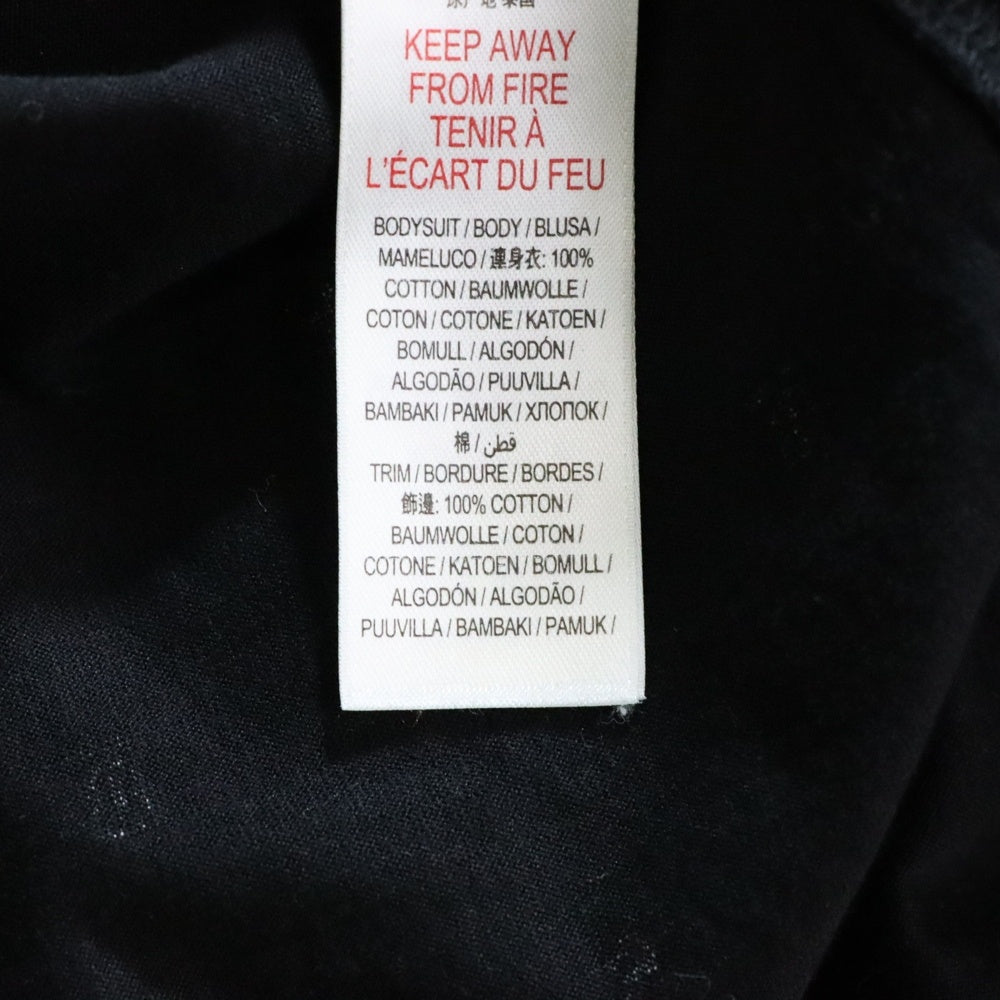 KEEP AWAY
FROM FIRE
TENIR À
L'ÉCART DU FEU
BODYSUIT / BODY / BLUSA /
MAMELUCO / 連身衣: 100%
COTTON / BAUMWOLLE /
COTON / COTONE / KATOEN /
BOMULL / ALGODÓN /
ALGODÃO / PUUVILLA /
BAMBAKI / PAMUK / ХЛОПОК /
棉 / قطن
TRIM / BORDURE / BORDES /
飾邊: 100% COTTON /
BAUMWOLLE / COTON /
COTONE / KATOEN / BOMULL /
ALGODÓN / ALGODÃO /
PUUVILLA / BAMBAKI / PAMUK /